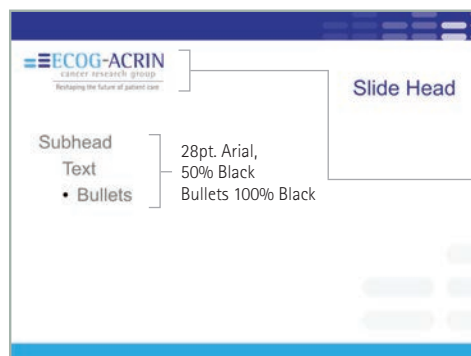 ECOG-ACRIN
cancer research group
Reshaping the future of patient care
Slide Head
Subhead
Text
• Bullets
28pt. Arial,
50% Black
Bullets 100% Black